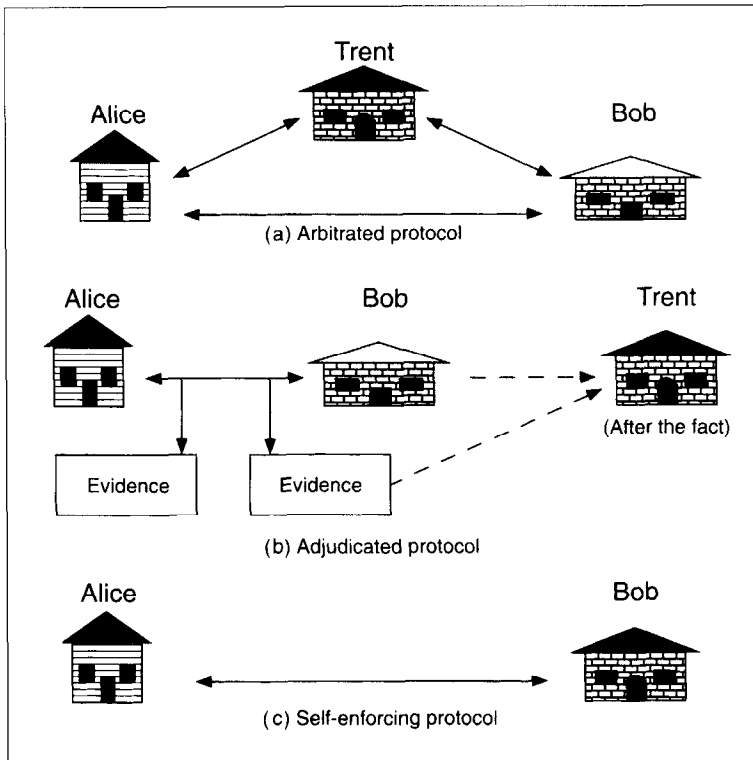 Trent
Alice
Bob
(a) Arbitrated protocol
Alice
Bob
Trent
(After the fact)
Evidence
Evidence
(b) Adjudicated protocol
Alice
Bob
(c) Self-enforcing protocol